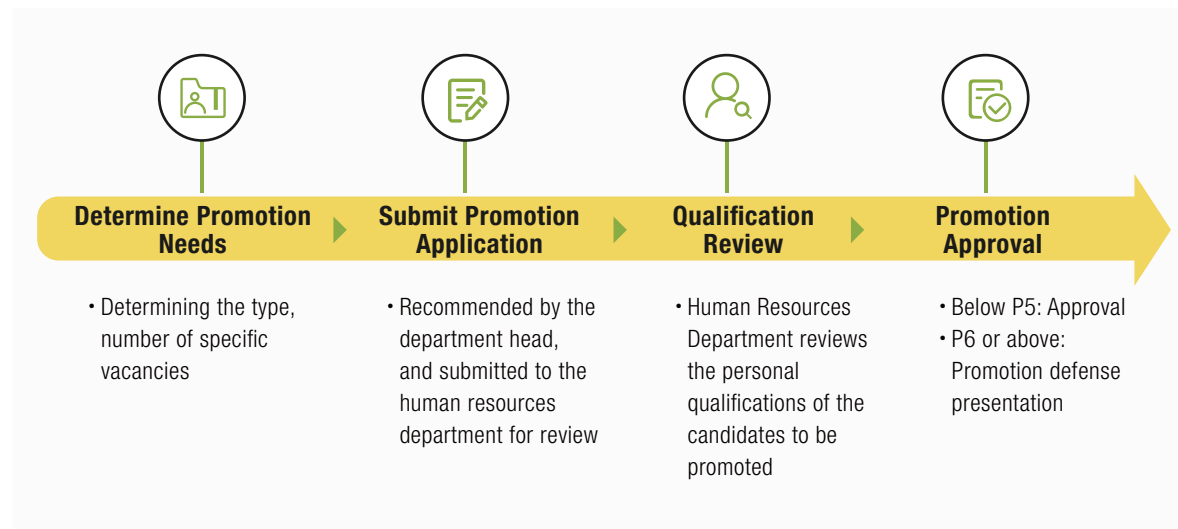 Determine Promotion
Needs
Submit Promotion
Application
Qualification
Review
Promotion
Approval
• Determining the type,
number of specific
vacancies
• Recommended by the
department head,
and submitted to the
human resources
department for review
• Human Resources
Department reviews
the personal
qualifications of the
candidates to be
promoted
• Below P5: Approval
• P6 or above:
Promotion defense
presentation